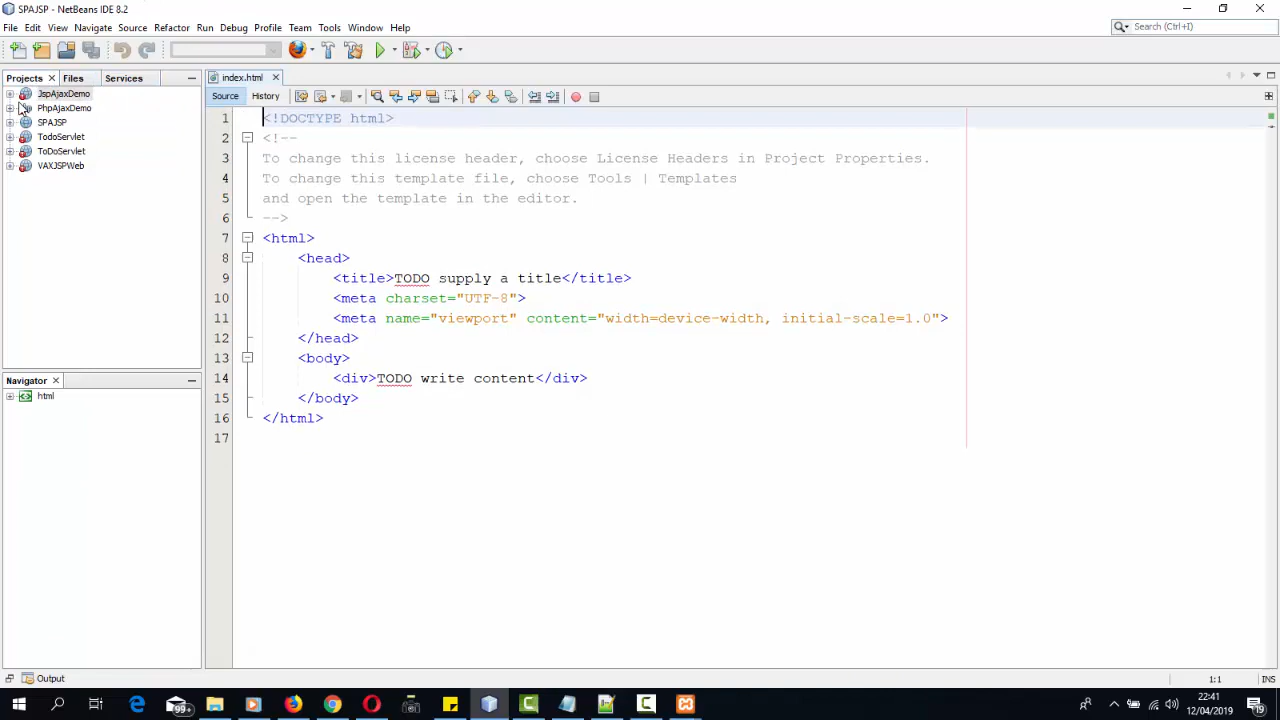 SPAJSP - NetBeans IDE 8.2
File Edit View Navigate Source Refactor Run Debug Profile Team Tools Window Help
Search (Ctrl+I)
Projects Files Services
index.html
JspAjaxDemo
PhpAjaxDemo
SPAJSP
TodoServlet
ToDoServlet
VAXJSPWeb
Source History
1 <!DOCTYPE html>
2 <!--
3 To change this license header, choose License Headers in Project Properties.
4 To change this template file, choose Tools | Templates
5 and open the template in the editor.
6 -->
7 <html>
8 <head>
9 <title>TODO supply a title</title>
10 <meta charset="UTF-8">
11 <meta name="viewport" content="width=device-width, initial-scale=1.0">
12 </head>
13 <body>
14 <div>TODO write content</div>
15 </body>
16 </html>
17
Navigator
html
Output
1:1 INS
99+
22:41
12/04/2019
19